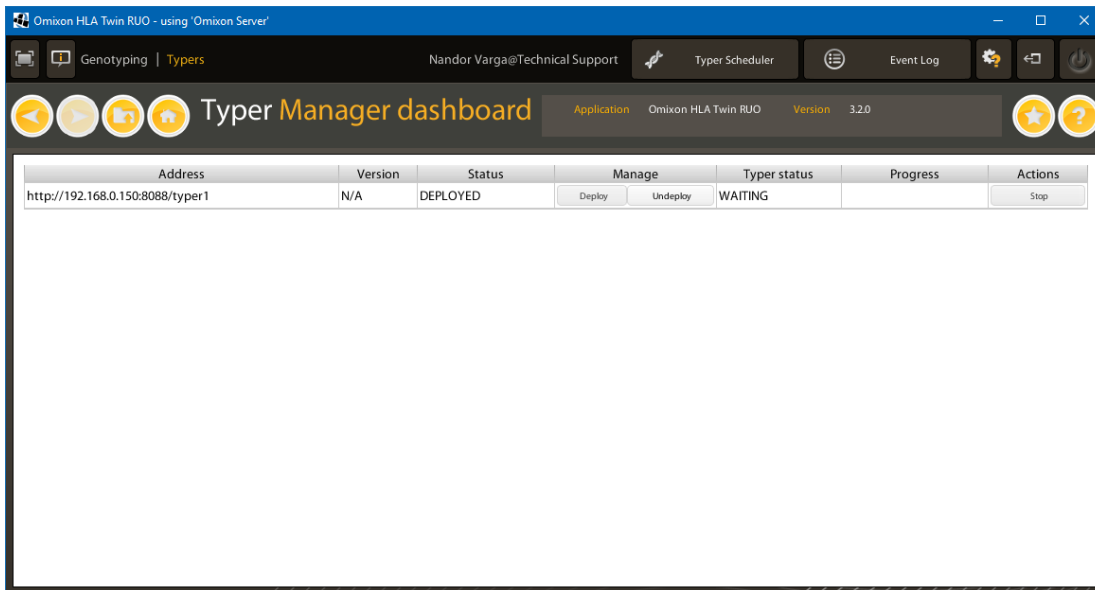 Omixon HLA Twin RUO - using 'Omixon Server'
Genotyping | Typers Nandor Varga@Technical Support Typer Scheduler Event Log
Typer Manager dashboard Application Omixon HLA Twin RUO Version 3.2.0
Address Version Status Manage Typer status Progress Actions
http://192.168.0.150:8088/typer1 N/A DEPLOYED Deploy Undeploy WAITING Stop